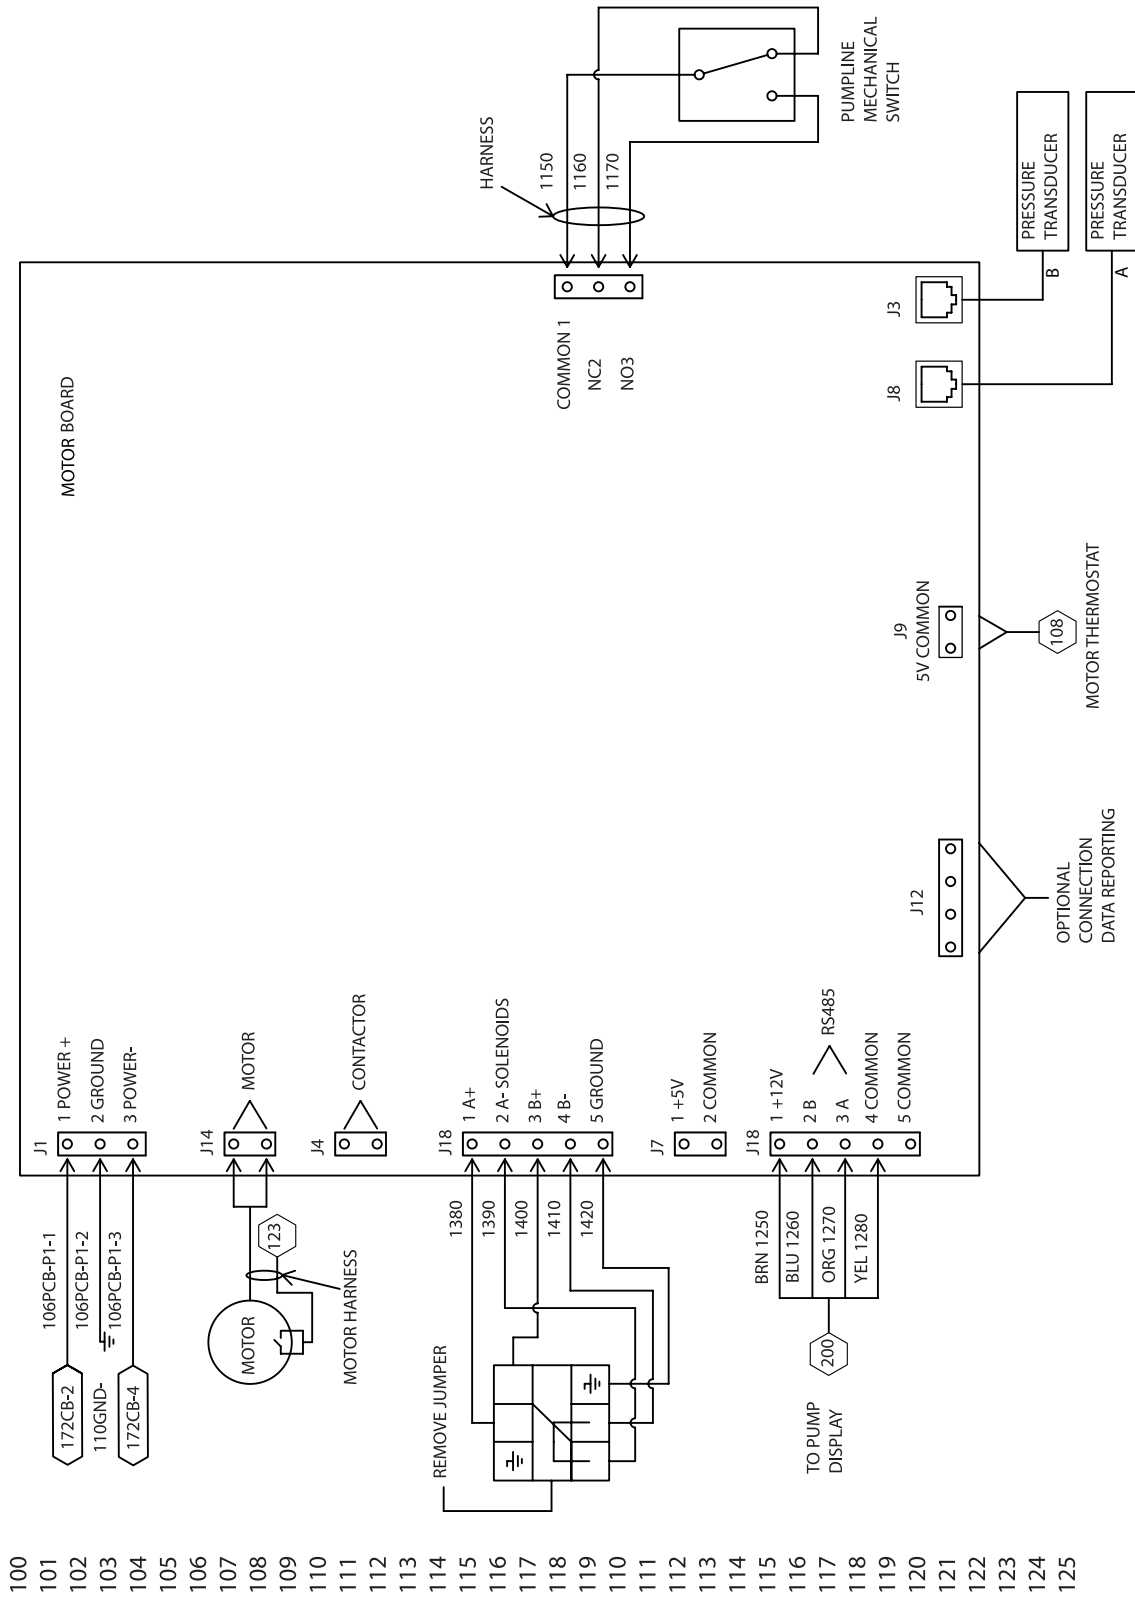 100
101
102
103
104
105
106
107
108
109
110
111
112
113
114
115
116
117
118
119
110
111
112
113
114
115
116
117
118
119
120
121
122
123
124
125
MOTOR BOARD
172CB-2
110GND-
172CB-4
106PCB-P1-1
106PCB-P1-2
106PCB-P1-3
J1
1 POWER +
2 GROUND
3 POWER-
MOTOR
123
MOTOR HARNESS
J14
MOTOR
J4
CONTACTOR
REMOVE JUMPER
1380
1390
1400
1410
1420
J18
1 A+
2 A- SOLENOIDS
3 B+
4 B-
5 GROUND
J7
1 +5V
2 COMMON
TO PUMP
DISPLAY
200
BRN 1250
BLU 1260
ORG 1270
YEL 1280
J18
1 +12V
2 B
3 A
RS485
4 COMMON
5 COMMON
J12
OPTIONAL
CONNECTION
DATA REPORTING
J9
5V COMMON
108
MOTOR THERMOSTAT
J8
J3
B
A
PRESSURE
TRANSDUCER
PRESSURE
TRANSDUCER
COMMON 1
NC2
NO3
HARNESS
1150
1160
1170
PUMPLINE
MECHANICAL
SWITCH